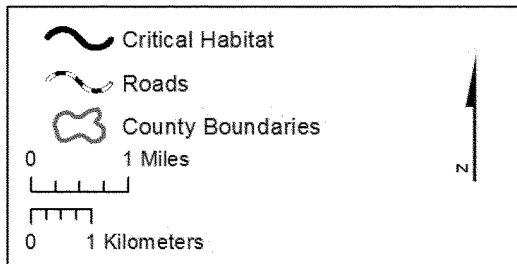 Critical Habitat
Roads
County Boundaries
0 1 Miles
0 1 Kilometers
N